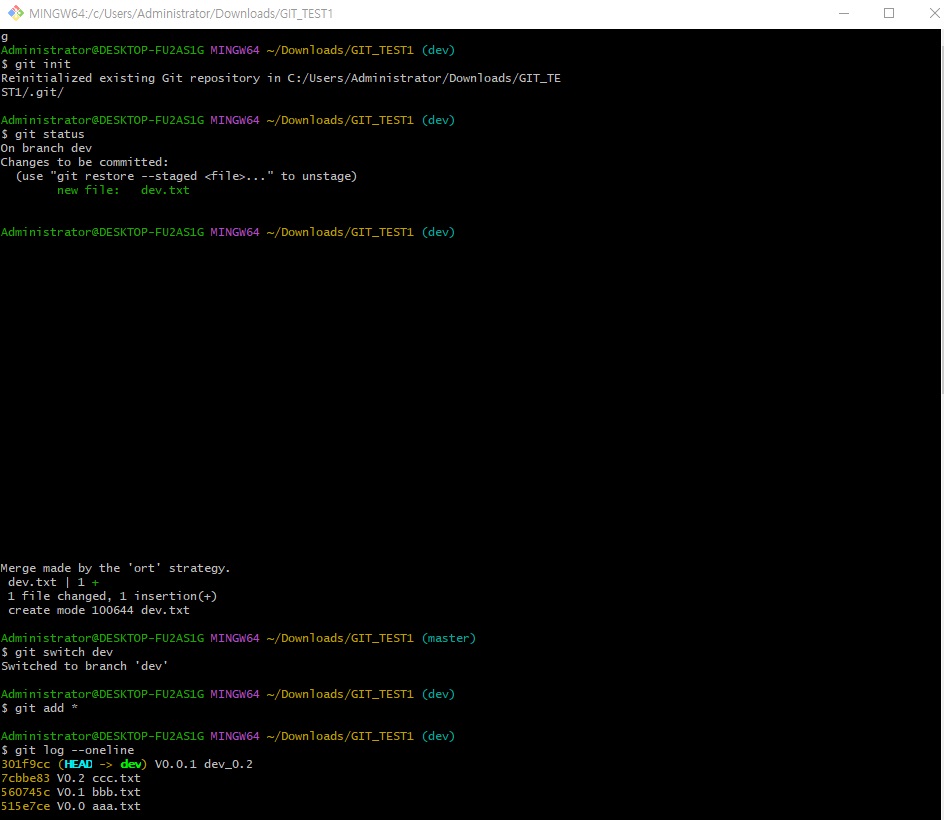 MINGW64:/c/Users/Administrator/Downloads/GIT_TEST1
g
Administrator@DESKTOP-FU2AS1G MINGW64 ~/Downloads/GIT_TEST1 (dev)
$ git init
Reinitialized existing Git repository in C:/Users/Administrator/Downloads/GIT_TE
ST1/.git/
Administrator@DESKTOP-FU2AS1G MINGW64 ~/Downloads/GIT_TEST1 (dev)
$ git status
On branch dev
Changes to be committed:
  (use "git restore --staged <file>..." to unstage)
        new file:   dev.txt
Administrator@DESKTOP-FU2AS1G MINGW64 ~/Downloads/GIT_TEST1 (dev)
Merge made by the 'ort' strategy.
 dev.txt | 1 +
 1 file changed, 1 insertion(+)
 create mode 100644 dev.txt
Administrator@DESKTOP-FU2AS1G MINGW64 ~/Downloads/GIT_TEST1 (master)
$ git switch dev
Switched to branch 'dev'
Administrator@DESKTOP-FU2AS1G MINGW64 ~/Downloads/GIT_TEST1 (dev)
$ git add *
Administrator@DESKTOP-FU2AS1G MINGW64 ~/Downloads/GIT_TEST1 (dev)
$ git log --oneline
301f9cc (HEAD -> dev) V0.0.1 dev_0.2
7cbbe83 V0.2 ccc.txt
560745c V0.1 bbb.txt
515e7ce V0.0 aaa.txt